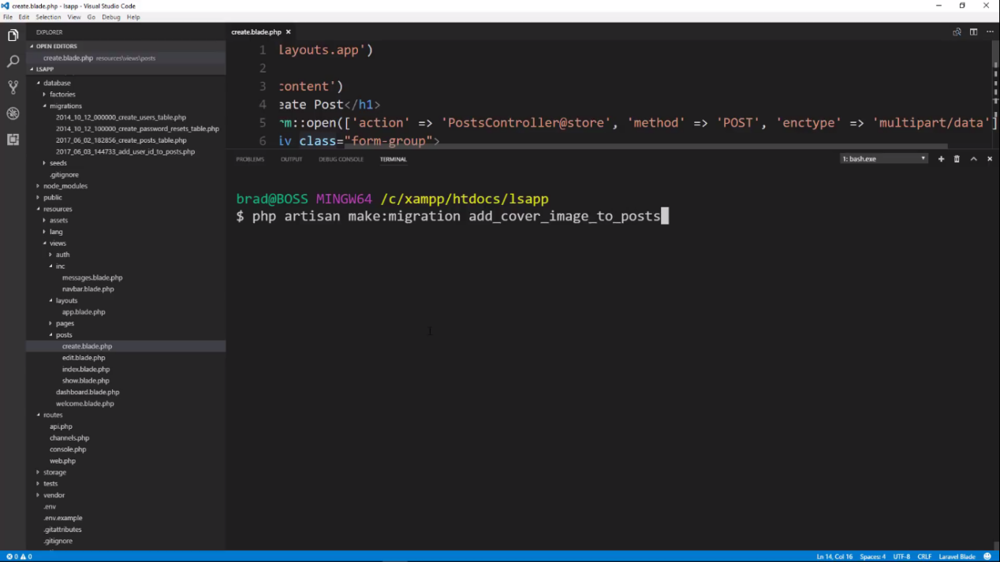 create.blade.php - lsapp - Visual Studio Code
File Edit Selection View Go Debug Help
EXPLORER
OPEN EDITORS
create.blade.php resources\views\posts
LSAPP
database
factories
migrations
2014_10_12_000000_create_users_table.php
2014_10_12_100000_create_password_resets_table.php
2017_06_02_182856_create_posts_table.php
2017_06_03_144733_add_user_id_to_posts.php
seeds
.gitignore
node_modules
public
resources
assets
lang
views
auth
inc
messages.blade.php
navbar.blade.php
layouts
app.blade.php
pages
posts
create.blade.php
edit.blade.php
index.blade.php
show.blade.php
dashboard.blade.php
welcome.blade.php
routes
api.php
channels.php
console.php
web.php
storage
tests
vendor
.env
.env.example
.gitattributes
.gitignore
create.blade.php
1 layouts.app')
2
3 content')
4 eate Post</h1>
5 rm::open(['action' => 'PostsController@store', 'method' => 'POST', 'enctype' => 'multipart/data']
6 iv class="form-group">
PROBLEMS OUTPUT DEBUG CONSOLE TERMINAL 1: bash.exe
brad@BOSS MINGW64 /c/xampp/htdocs/lsapp
$ php artisan make:migration add_cover_image_to_posts
0 0 Ln 14, Col 16 Spaces: 4 UTF-8 CRLF Laravel Blade